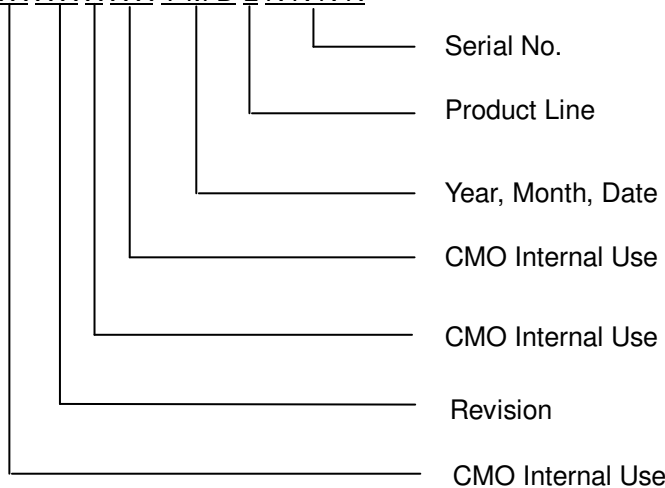 Serial No.
Product Line
Year, Month, Date
CMO Internal Use
CMO Internal Use
Revision
CMO Internal Use